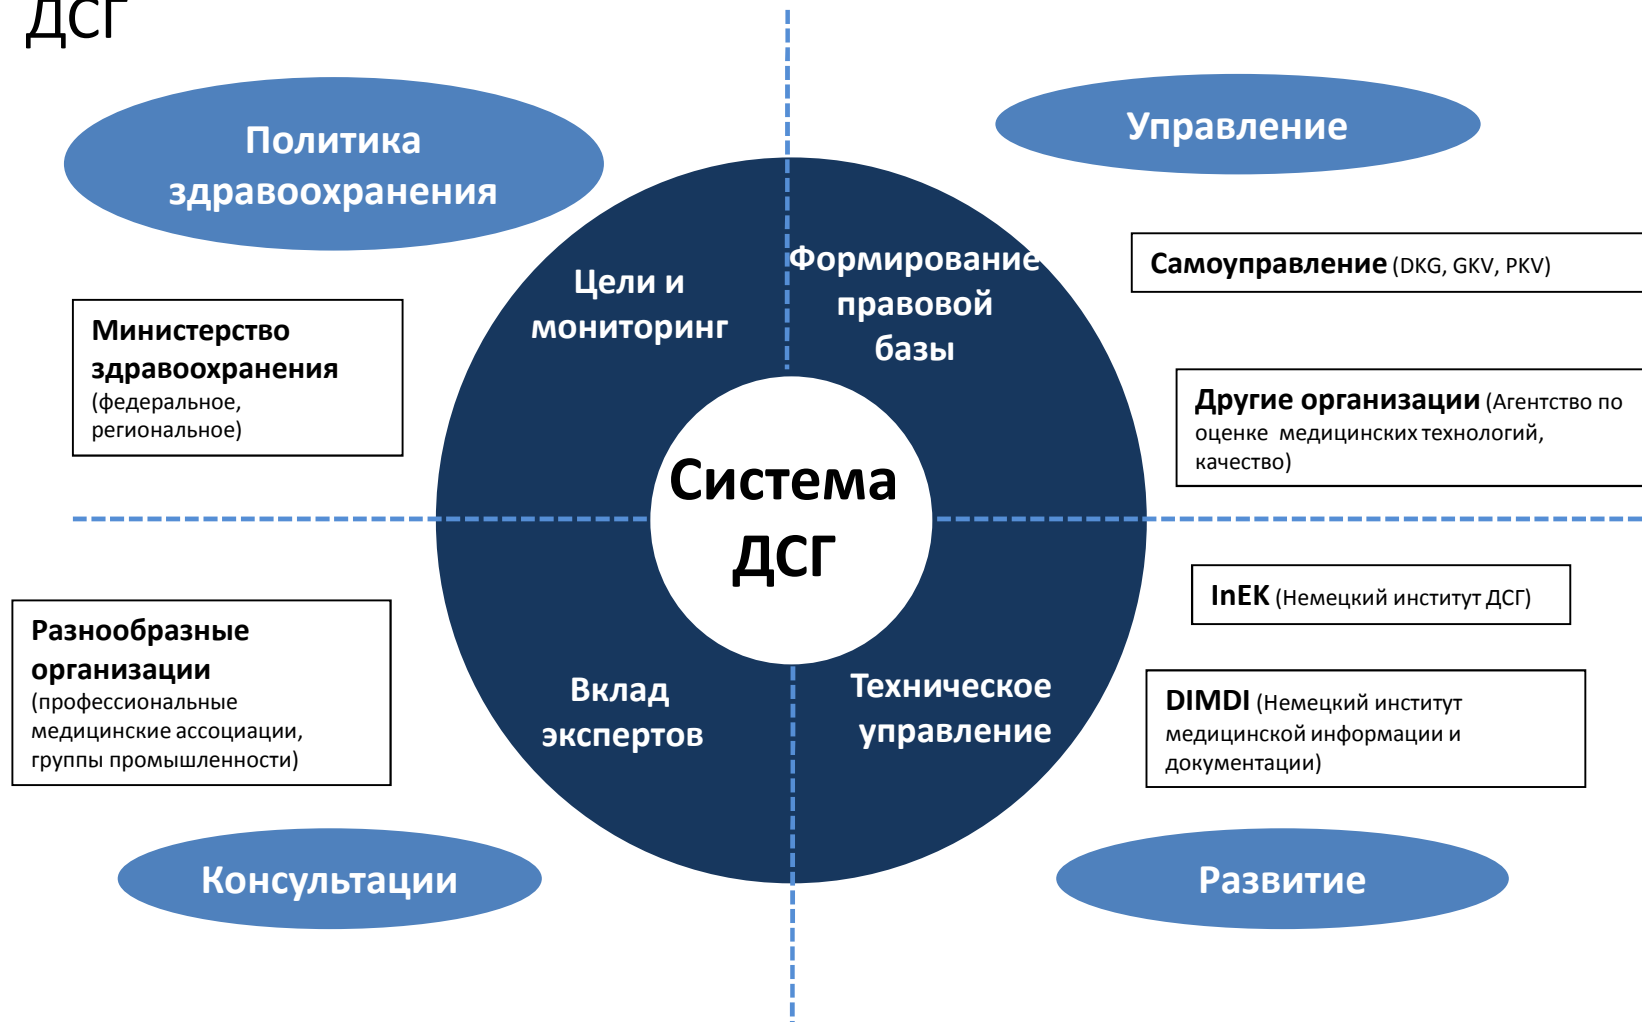 ДСГ
Политика
здравоохранения
Управление
Цели и
мониторинг
Формирование
правовой
базы
Министерство
здравоохранения
(федеральное,
региональное)
Самоуправление (DKG, GKV, PKV)
Другие организации (Агентство по
оценке медицинских технологий,
качество)
Система
ДСГ
Разнообразные
организации
(профессиональные
медицинские ассоциации,
группы промышленности)
Вклад
экспертов
Техническое
управление
InEK (Немецкий институт ДСГ)
DIMDI (Немецкий институт
медицинской информации и
документации)
Консультации
Развитие